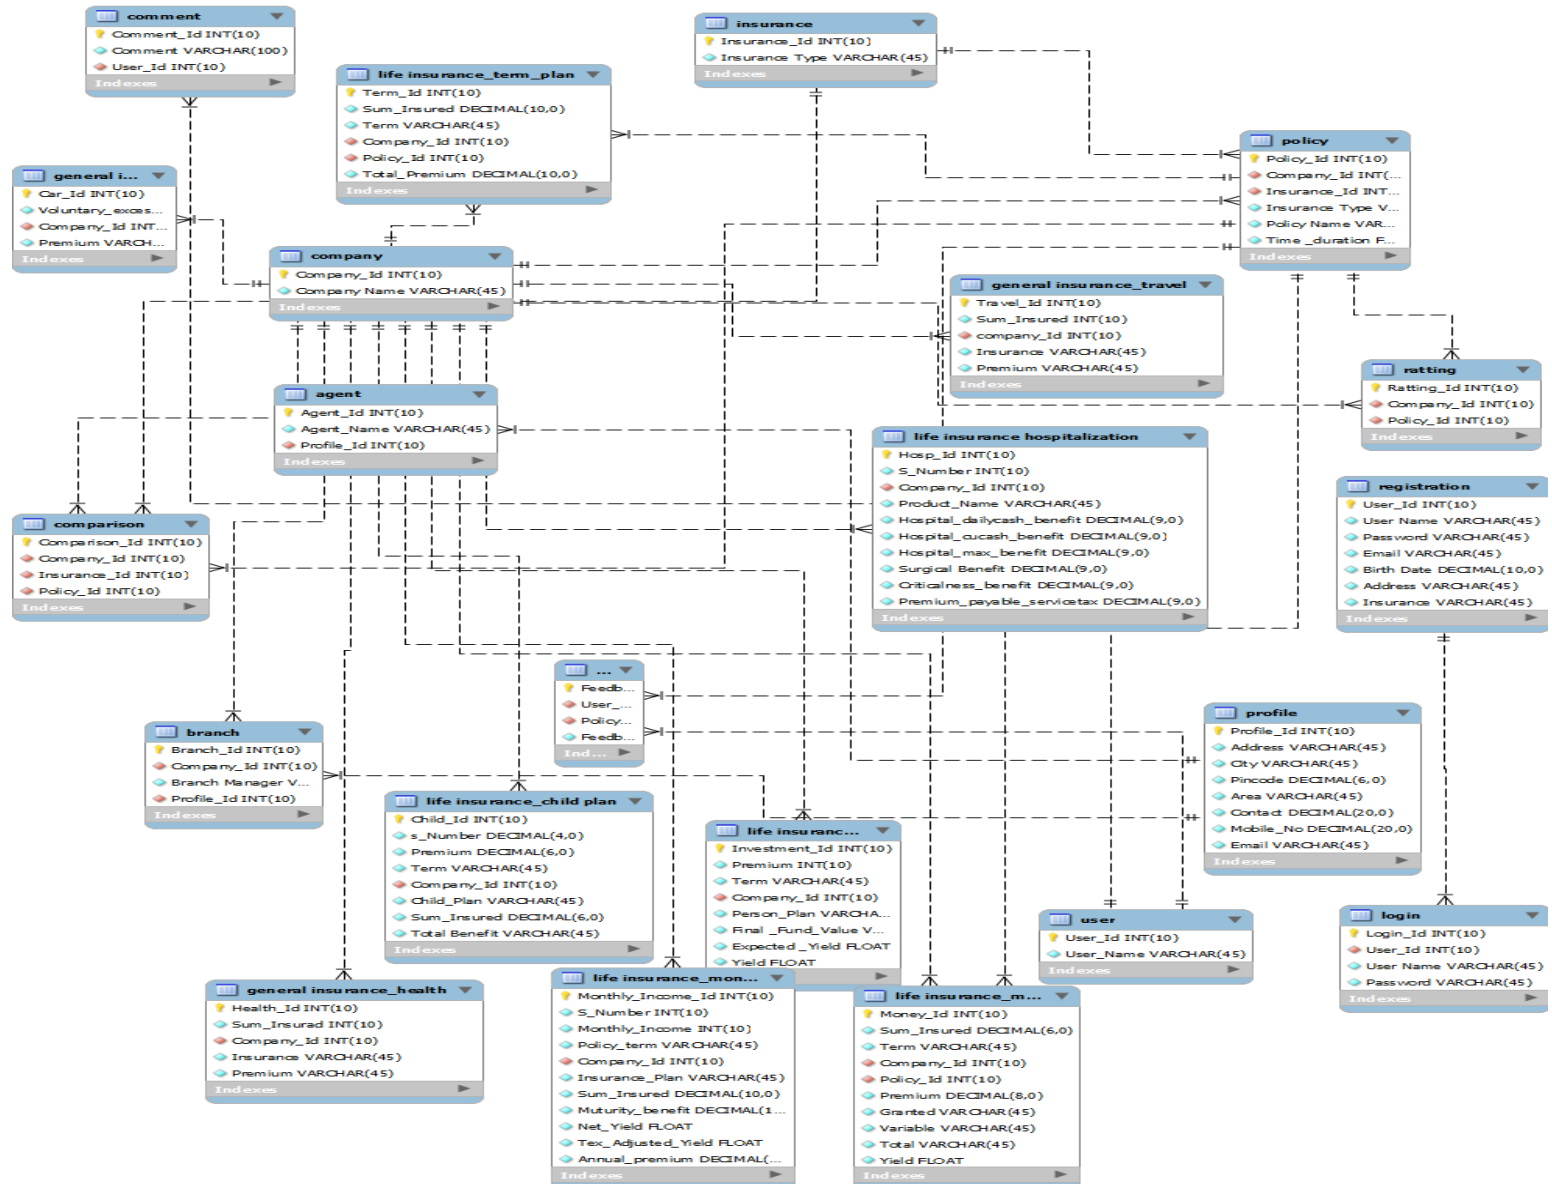 comment
Comment_Id INT(10)
Comment VARCHAR(100)
User_Id INT(10)
Indexes
insurance
Insurance_Id INT(10)
Insurance Type VARCHAR(45)
Indexes
life insurance_term_plan
Term_Id INT(10)
Sum_Insured DECIMAL(10,0)
Term VARCHAR(45)
Company_Id INT(10)
Policy_Id INT(10)
Total_Premium DECIMAL(10,0)
Indexes
policy
Policy_Id INT(10)
Company_Id INT(...
Insurance_Id INT...
Insurance Type V...
Policy Name VAR...
Time _duration F...
Indexes
general i...
Car_Id INT(10)
Voluntary_exces...
Company_Id INT...
Premium VARCH...
Indexes
company
Company_Id INT(10)
Company Name VARCHAR(45)
Indexes
general insurance_travel
Travel_Id INT(10)
Sum_Insured INT(10)
company_Id INT(10)
Insurance VARCHAR(45)
Premium VARCHAR(45)
Indexes
ratting
Ratting_Id INT(10)
Company_Id INT(10)
Policy_Id INT(10)
Indexes
agent
Agent_Id INT(10)
Agent_Name VARCHAR(45)
Profile_Id INT(10)
Indexes
life insurance hospitalization
Hosp_Id INT(10)
S_Number INT(10)
Company_Id INT(10)
Product_Name VARCHAR(45)
Hospital_dailycash_benefit DECIMAL(9,0)
Hospital_cucash_benefit DECIMAL(9,0)
Hospital_max_benefit DECIMAL(9,0)
Surgical Benefit DECIMAL(9,0)
Criticalness_benefit DECIMAL(9,0)
Premium_payable_servicetax DECIMAL(9,0)
Indexes
registration
User_Id INT(10)
User Name VARCHAR(45)
Password VARCHAR(45)
Email VARCHAR(45)
Birth Date DECIMAL(10,0)
Address VARCHAR(45)
Insurance VARCHAR(45)
Indexes
comparison
Comparison_Id INT(10)
Company_Id INT(10)
Insurance_Id INT(10)
Policy_Id INT(10)
Indexes
...
Feedb...
User_...
Policy...
Feedb...
Ind...
branch
Branch_Id INT(10)
Company_Id INT(10)
Branch Manager V...
Profile_Id INT(10)
Indexes
profile
Profile_Id INT(10)
Address VARCHAR(45)
City VARCHAR(45)
Pincode DECIMAL(6,0)
Area VARCHAR(45)
Contact DECIMAL(20,0)
Mobile_No DECIMAL(20,0)
Email VARCHAR(45)
Indexes
life insurance_child plan
Child_Id INT(10)
s_Number DECIMAL(4,0)
Premium DECIMAL(6,0)
Term VARCHAR(45)
Company_Id INT(10)
Child_Plan VARCHAR(45)
Sum_Insured DECIMAL(6,0)
Total Benefit VARCHAR(45)
Indexes
life insuranc...
Investment_Id INT(10)
Premium INT(10)
Term VARCHAR(45)
Company_Id INT(10)
Person_Plan VARCHA...
Final _Fund_Value V...
Expected _Yield FLOAT
Yield FLOAT
user
User_Id INT(10)
User_Name VARCHAR(45)
Indexes
login
Login_Id INT(10)
User_Id INT(10)
User Name VARCHAR(45)
Password VARCHAR(45)
Indexes
general insurance_health
Health_Id INT(10)
Sum_Insurad INT(10)
Company_Id INT(10)
Insurance VARCHAR(45)
Premium VARCHAR(45)
Indexes
life insurance_mon...
Monthly_Income_Id INT(10)
S_Number INT(10)
Monthly_Income INT(10)
Policy_term VARCHAR(45)
Company_Id INT(10)
Insurance_Plan VARCHAR(45)
Sum_Insured DECIMAL(10,0)
Muturity_benefit DECIMAL(1...
Net_Yield FLOAT
Tex_Adjusted_Yield FLOAT
Annual_premium DECIMAL(...
Indexes
life insurance_m...
Money_Id INT(10)
Sum_Insured DECIMAL(6,0)
Term VARCHAR(45)
Company_Id INT(10)
Policy_Id INT(10)
Premium DECIMAL(8,0)
Granted VARCHAR(45)
Variable VARCHAR(45)
Total VARCHAR(45)
Yield FLOAT
Indexes